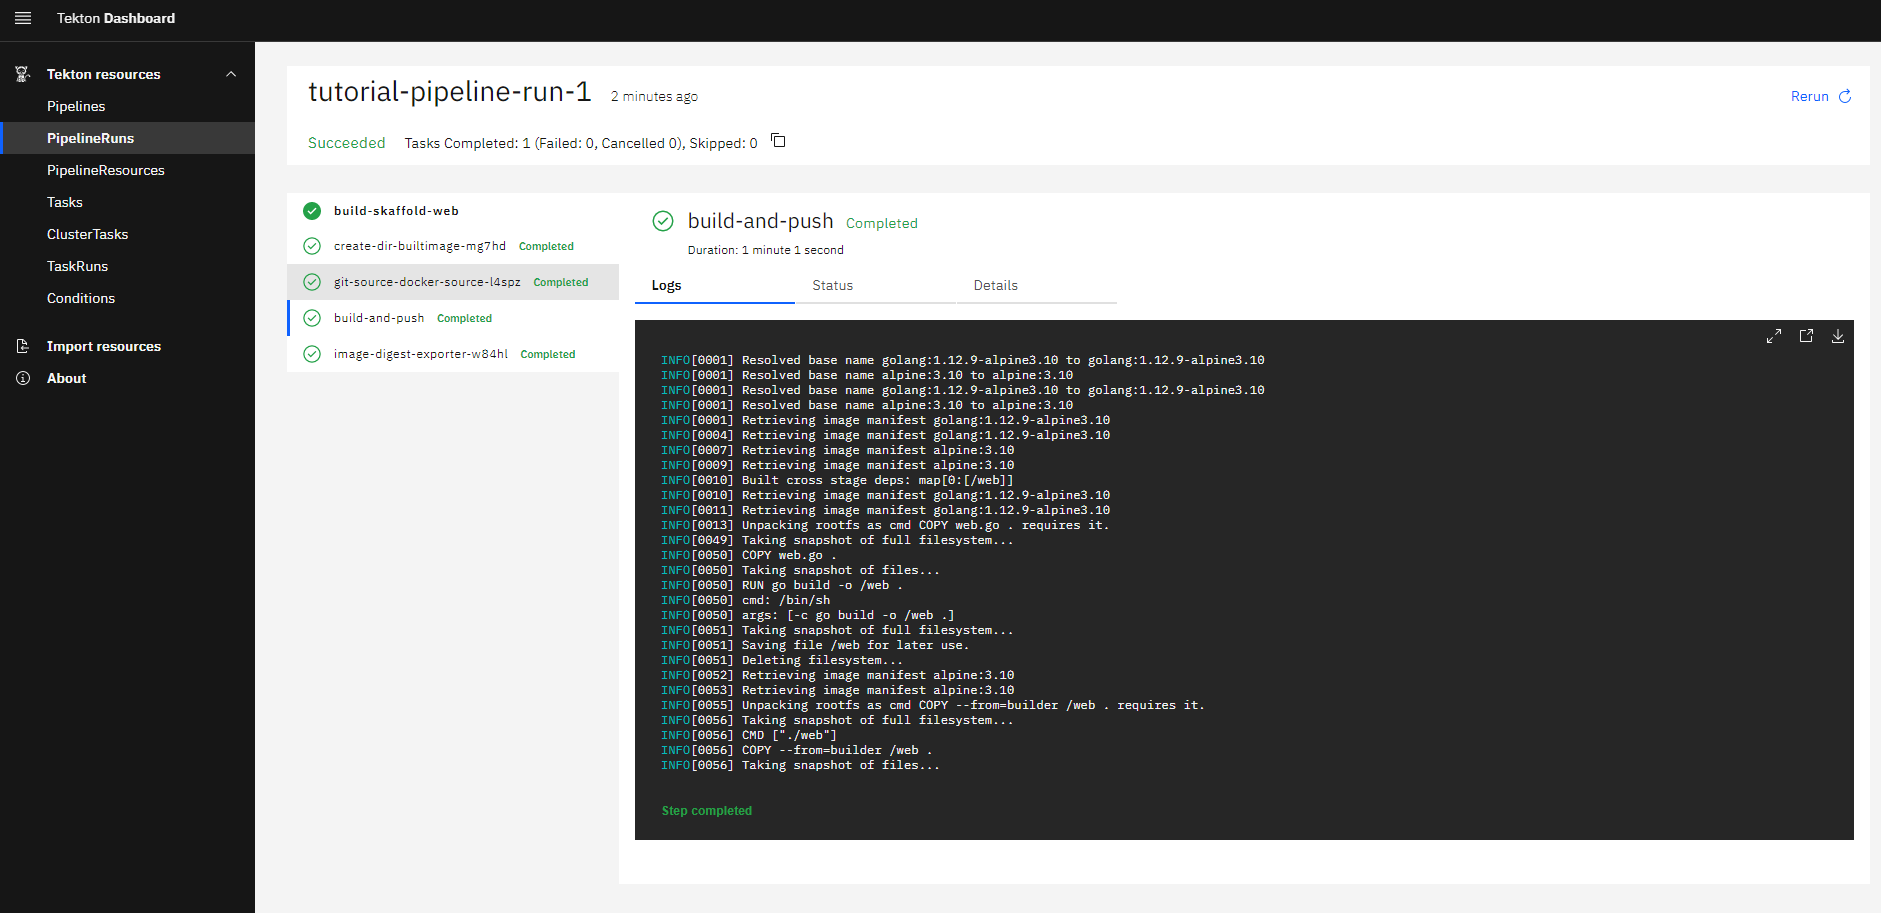 Tekton Dashboard
Tekton resources
Pipelines
PipelineRuns
PipelineResources
Tasks
ClusterTasks
TaskRuns
Conditions
Import resources
About
tutorial-pipeline-run-1 2 minutes ago
Rerun
Succeeded Tasks Completed: 1 (Failed: 0, Cancelled 0), Skipped: 0
build-skaffold-web
create-dir-builtimage-mg7hd Completed
git-source-docker-source-l4spz Completed
build-and-push Completed
image-digest-exporter-w84hl Completed
build-and-push Completed
Duration: 1 minute 1 second
Logs Status Details
INFO[0001] Resolved base name golang:1.12.9-alpine3.10 to golang:1.12.9-alpine3.10
INFO[0001] Resolved base name alpine:3.10 to alpine:3.10
INFO[0001] Resolved base name golang:1.12.9-alpine3.10 to golang:1.12.9-alpine3.10
INFO[0001] Resolved base name alpine:3.10 to alpine:3.10
INFO[0001] Retrieving image manifest golang:1.12.9-alpine3.10
INFO[0004] Retrieving image manifest golang:1.12.9-alpine3.10
INFO[0007] Retrieving image manifest alpine:3.10
INFO[0009] Retrieving image manifest alpine:3.10
INFO[0010] Built cross stage deps: map[0:[/web]]
INFO[0010] Retrieving image manifest golang:1.12.9-alpine3.10
INFO[0011] Retrieving image manifest golang:1.12.9-alpine3.10
INFO[0013] Unpacking rootfs as cmd COPY web.go . requires it.
INFO[0049] Taking snapshot of full filesystem...
INFO[0050] COPY web.go .
INFO[0050] Taking snapshot of files...
INFO[0050] RUN go build -o /web .
INFO[0050] cmd: /bin/sh
INFO[0050] args: [-c go build -o /web .]
INFO[0051] Taking snapshot of full filesystem...
INFO[0051] Saving file /web for later use.
INFO[0051] Deleting filesystem...
INFO[0052] Retrieving image manifest alpine:3.10
INFO[0053] Retrieving image manifest alpine:3.10
INFO[0055] Unpacking rootfs as cmd COPY --from=builder /web . requires it.
INFO[0056] Taking snapshot of full filesystem...
INFO[0056] CMD ["./web"]
INFO[0056] COPY --from=builder /web .
INFO[0056] Taking snapshot of files...
Step completed